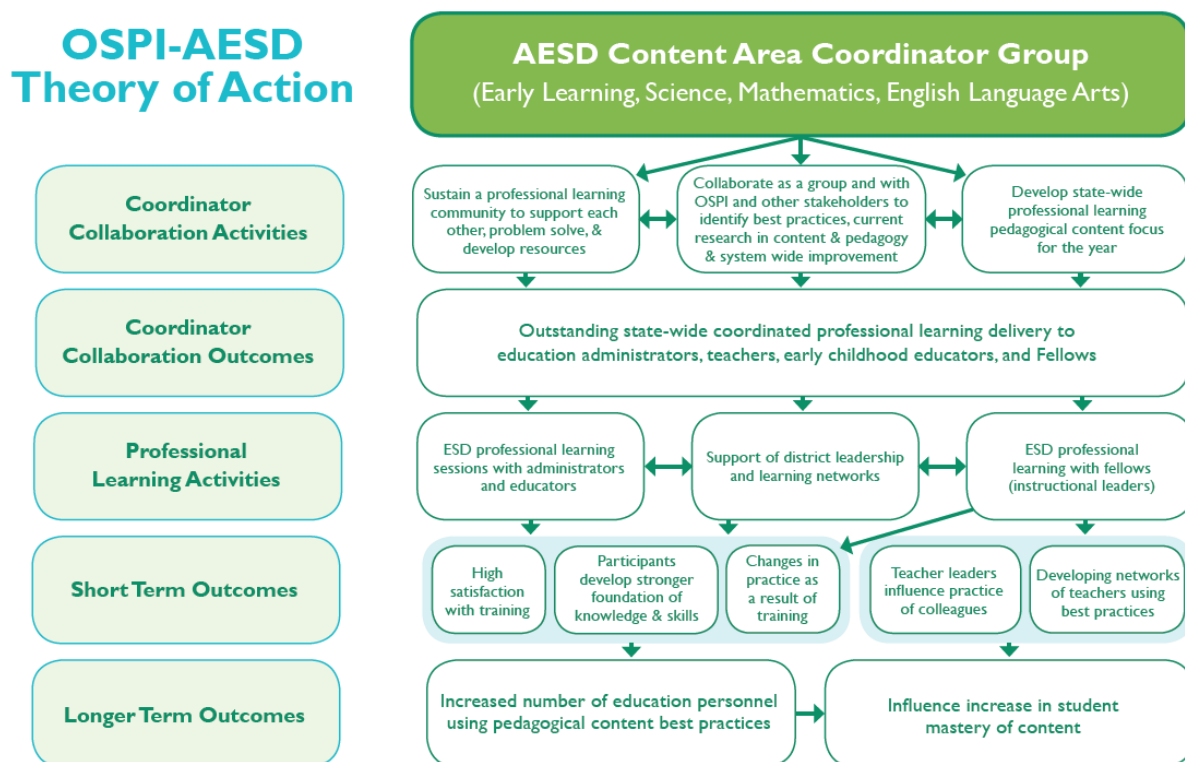 OSPI-AESD
Theory of Action
AESD Content Area Coordinator Group
(Early Learning, Science, Mathematics, English Language Arts)
Coordinator
Collaboration Activities
Sustain a professional learning
community to support each
other, problem solve, &
develop resources
Collaborate as a group and with
OSPI and other stakeholders to
identify best practices, current
research in content & pedagogy
& system wide improvement
Develop state-wide
professional learning
pedagogical content focus
for the year
Coordinator
Collaboration Outcomes
Outstanding state-wide coordinated professional learning delivery to
education administrators, teachers, early childhood educators, and Fellows
Professional
Learning Activities
ESD professional learning
sessions with administrators
and educators
Support of district leadership
and learning networks
ESD professional
learning with fellows
(instructional leaders)
Short Term Outcomes
High
satisfaction
with training
Participants
develop stronger
foundation of
knowledge & skills
Changes in
practice as
a result of
training
Teacher leaders
influence practice
of colleagues
Developing networks
of teachers using
best practices
Longer Term Outcomes
Increased number of education personnel
using pedagogical content best practices
Influence increase in student
mastery of content